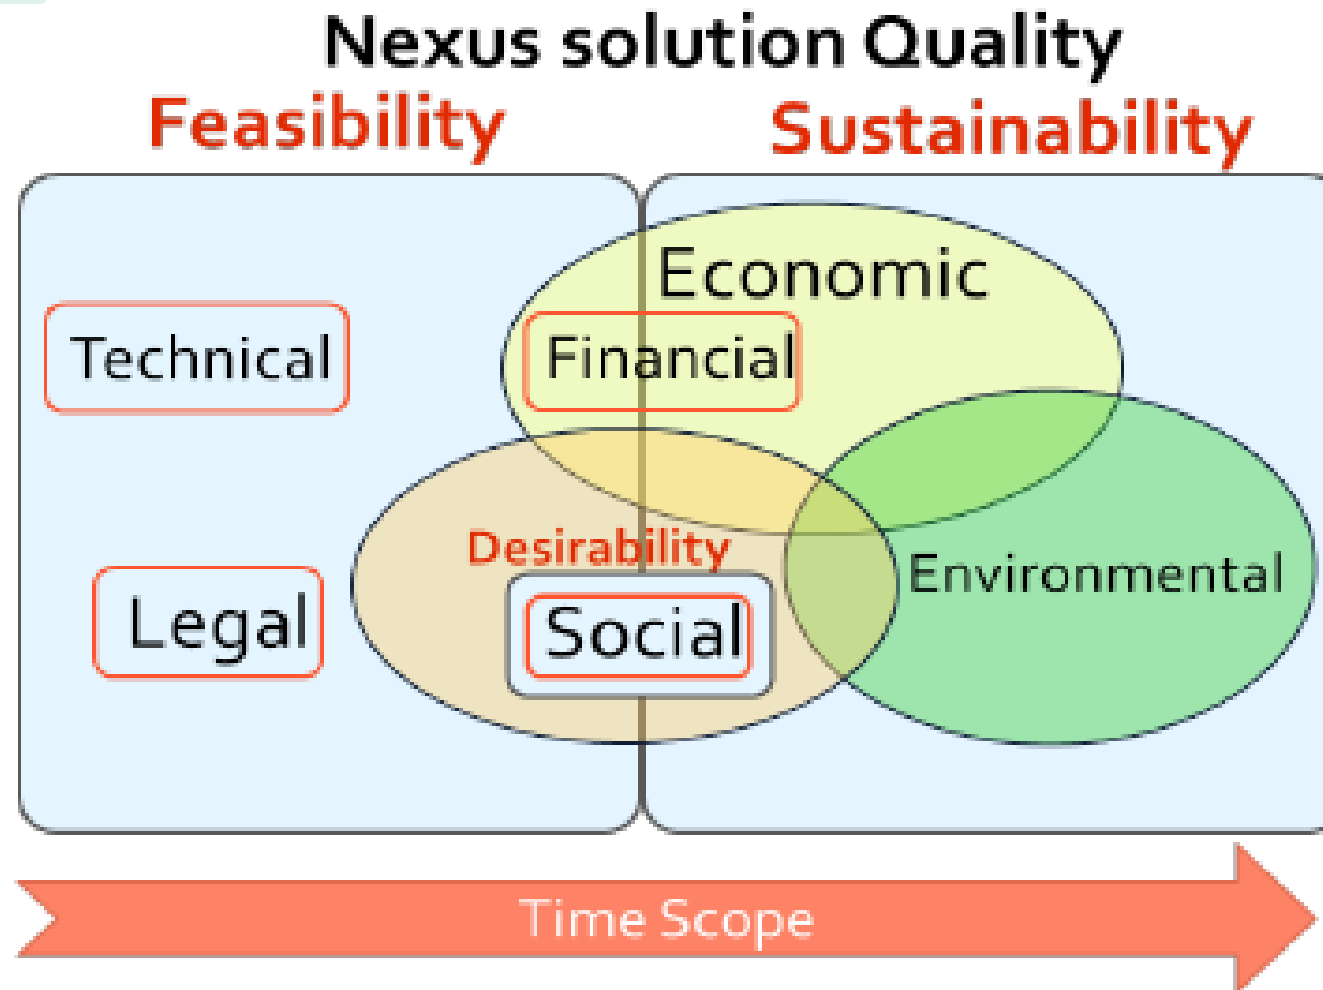 Nexus solution Quality
Feasibility
Sustainability
Economic
Technical
Financial
Desirability
Environmental
Legal
Social
Time Scope